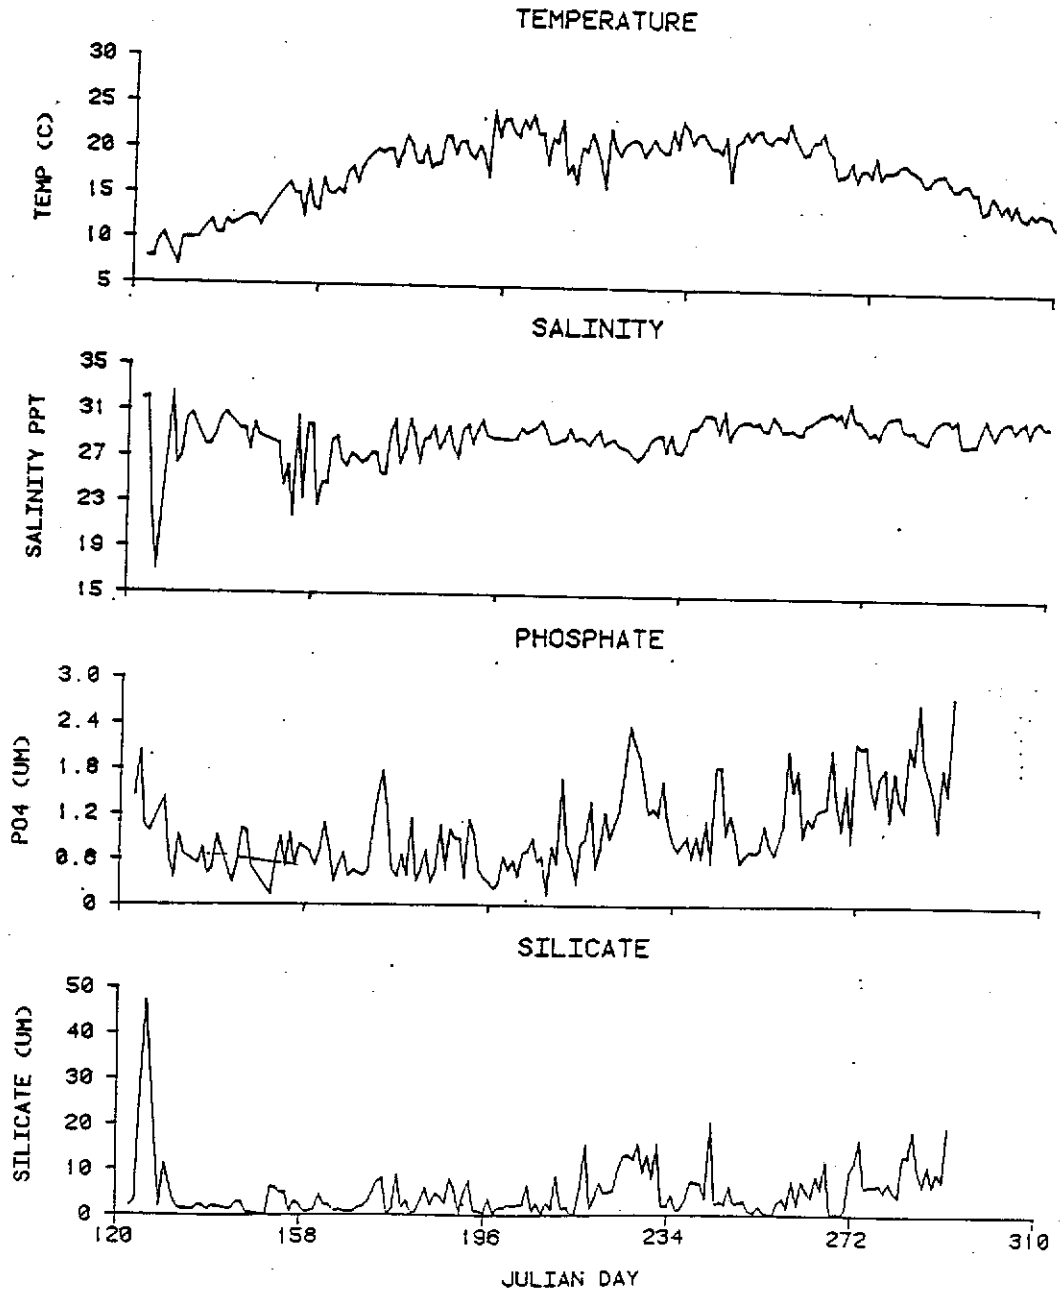 TEMPERATURE
30
25
20
15
10
5
TEMP (C)
SALINITY
35
31
27
23
19
15
SALINITY PPT
PHOSPHATE
3.0
2.4
1.8
1.2
0.6
0
PO4 (UM)
SILICATE
50
40
30
20
10
0
SILICATE (UM)
120 158 196 234 272 310
JULIAN DAY